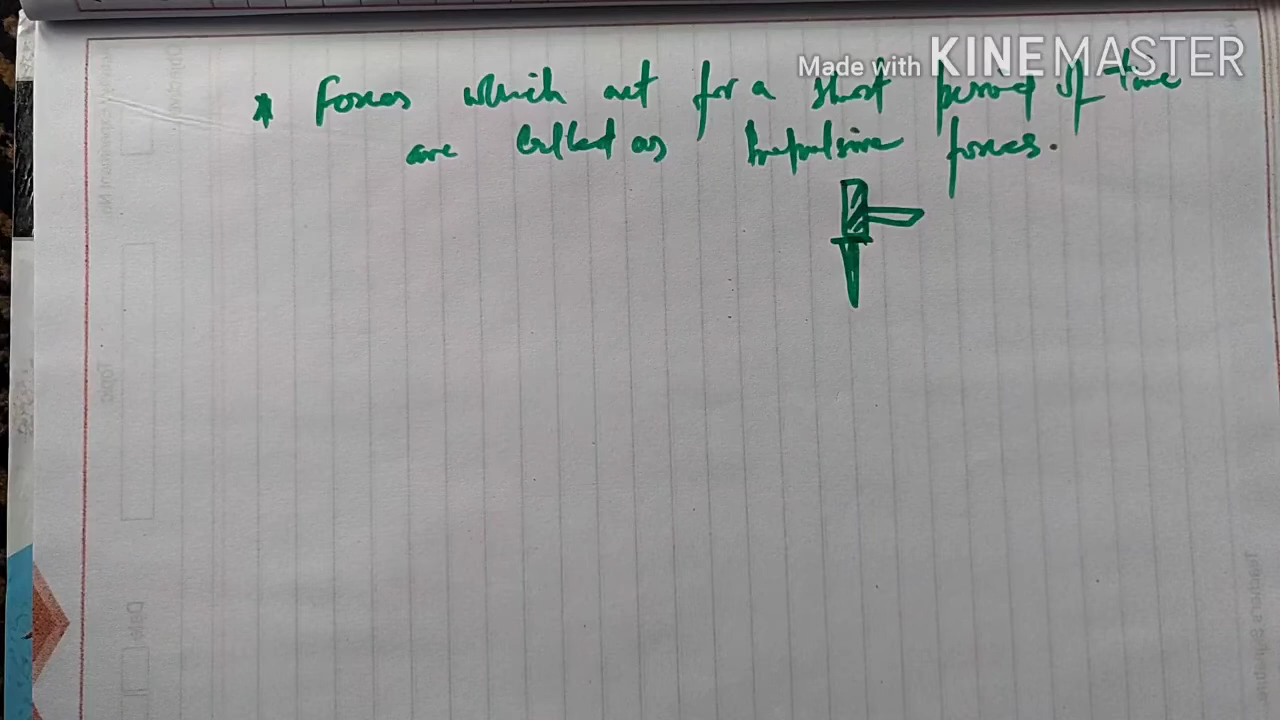 Made with KINEMASTER
* Forces which act for a short period of time
are called as Impulsive forces.